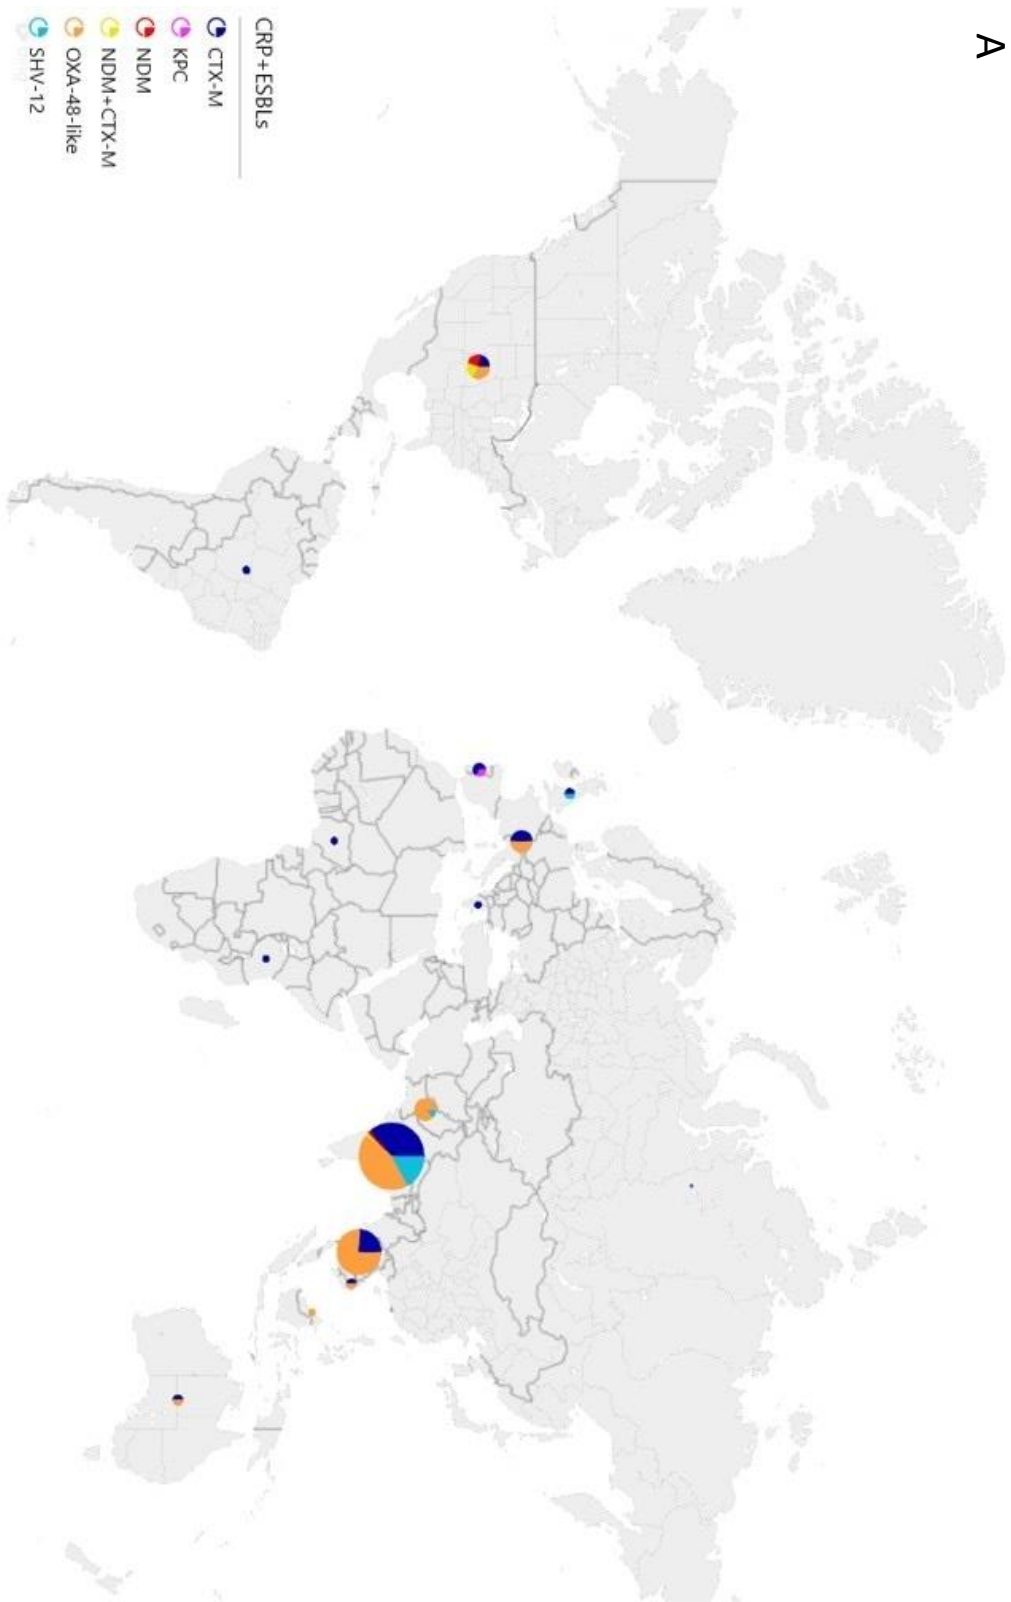 A
CRP+ESBLs
CTX-M
KPC
NDM
NDM+CTX-M
OXA-48-like
SHV-12